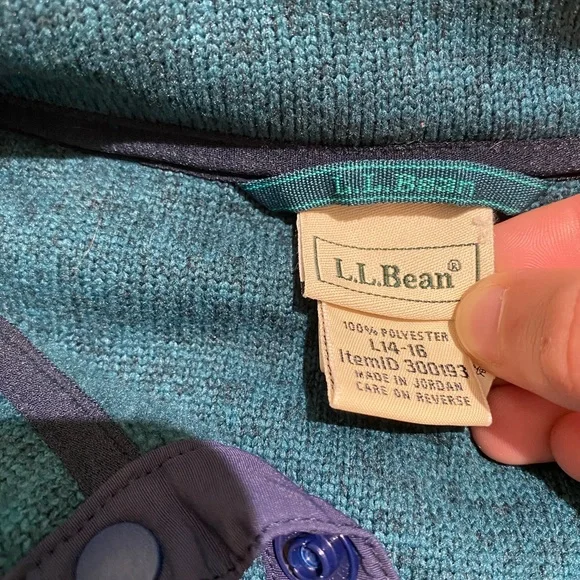 L.L.Bean
L.L.Bean®
100% POLYESTER
L14-16
ItemID 300193
MADE IN JORDAN
CARE ON REVERSE